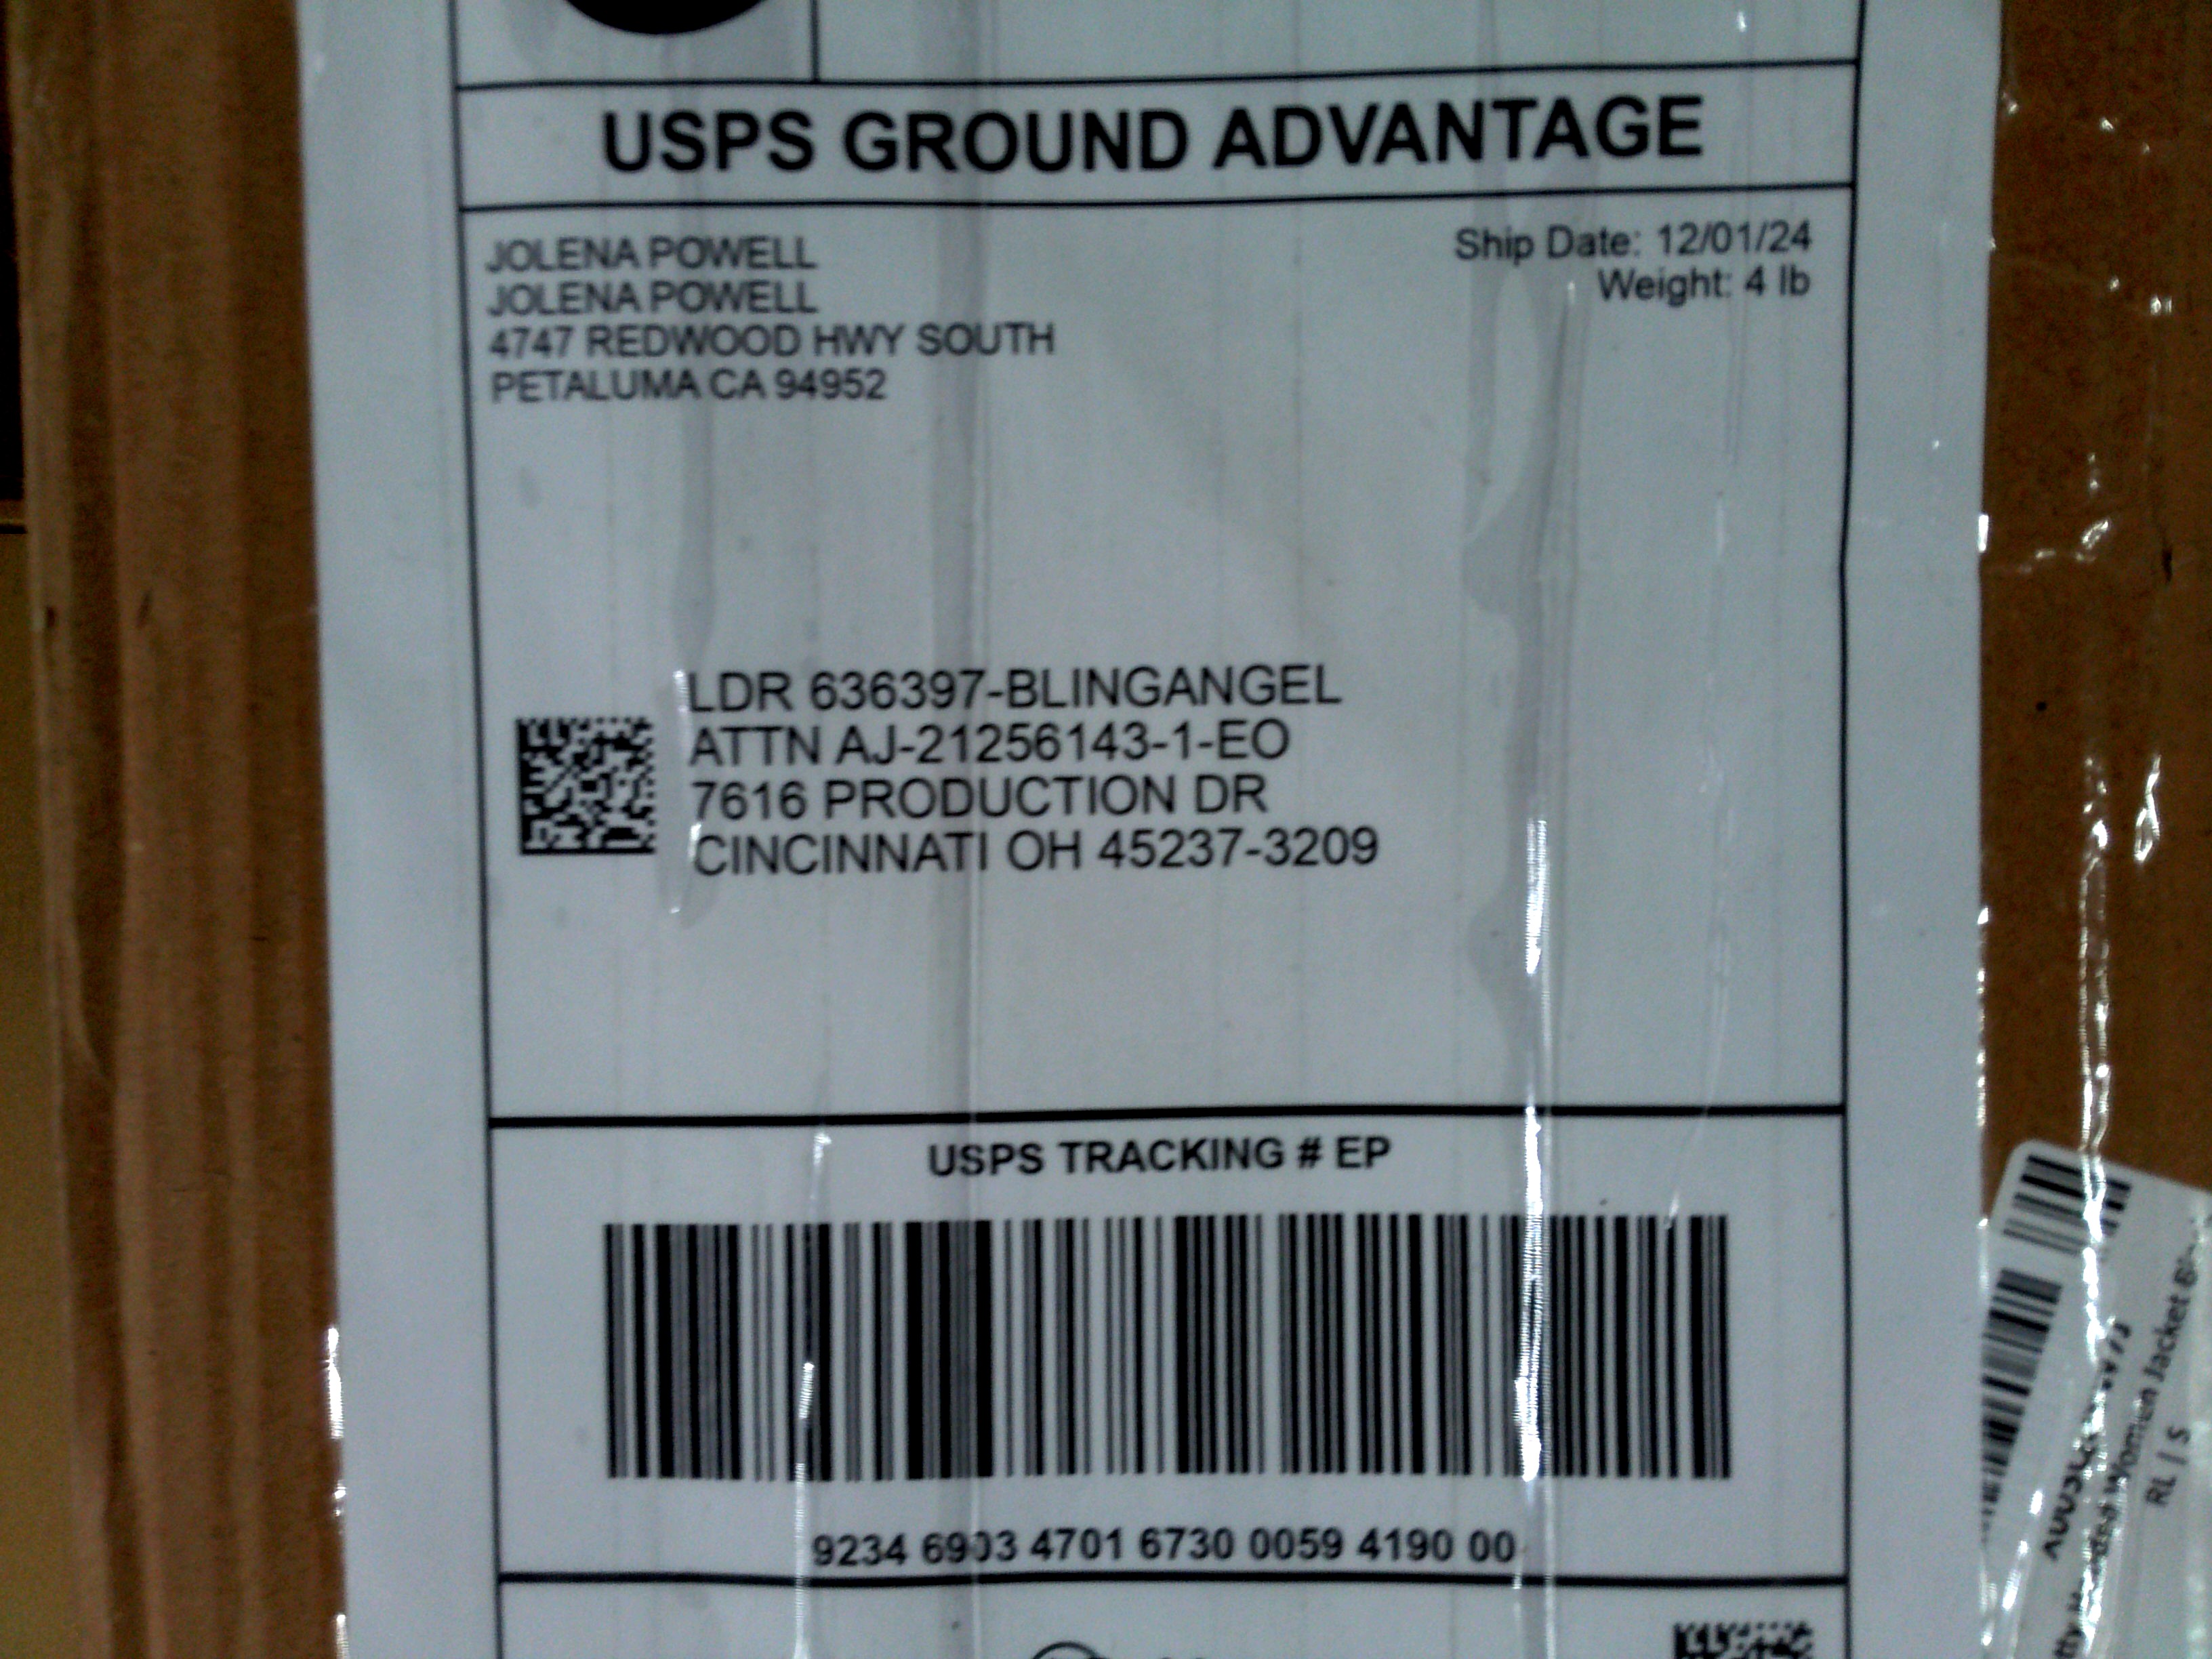 USPS GROUND ADVANTAGE
JOLENA POWELL
JOLENA POWELL
4747 REDWOOD HWY SOUTH
PETALUMA CA 94952
Ship Date: 12/01/24
Weight: 4 lb
LDR 636397-BLINGANGEL
ATTN AJ-21256143-1-EO
7616 PRODUCTION DR
CINCINNATI OH 45237-3209
USPS TRACKING # EP
9234 6903 4701 6730 0059 4190 00
Women Jacket
RL | S